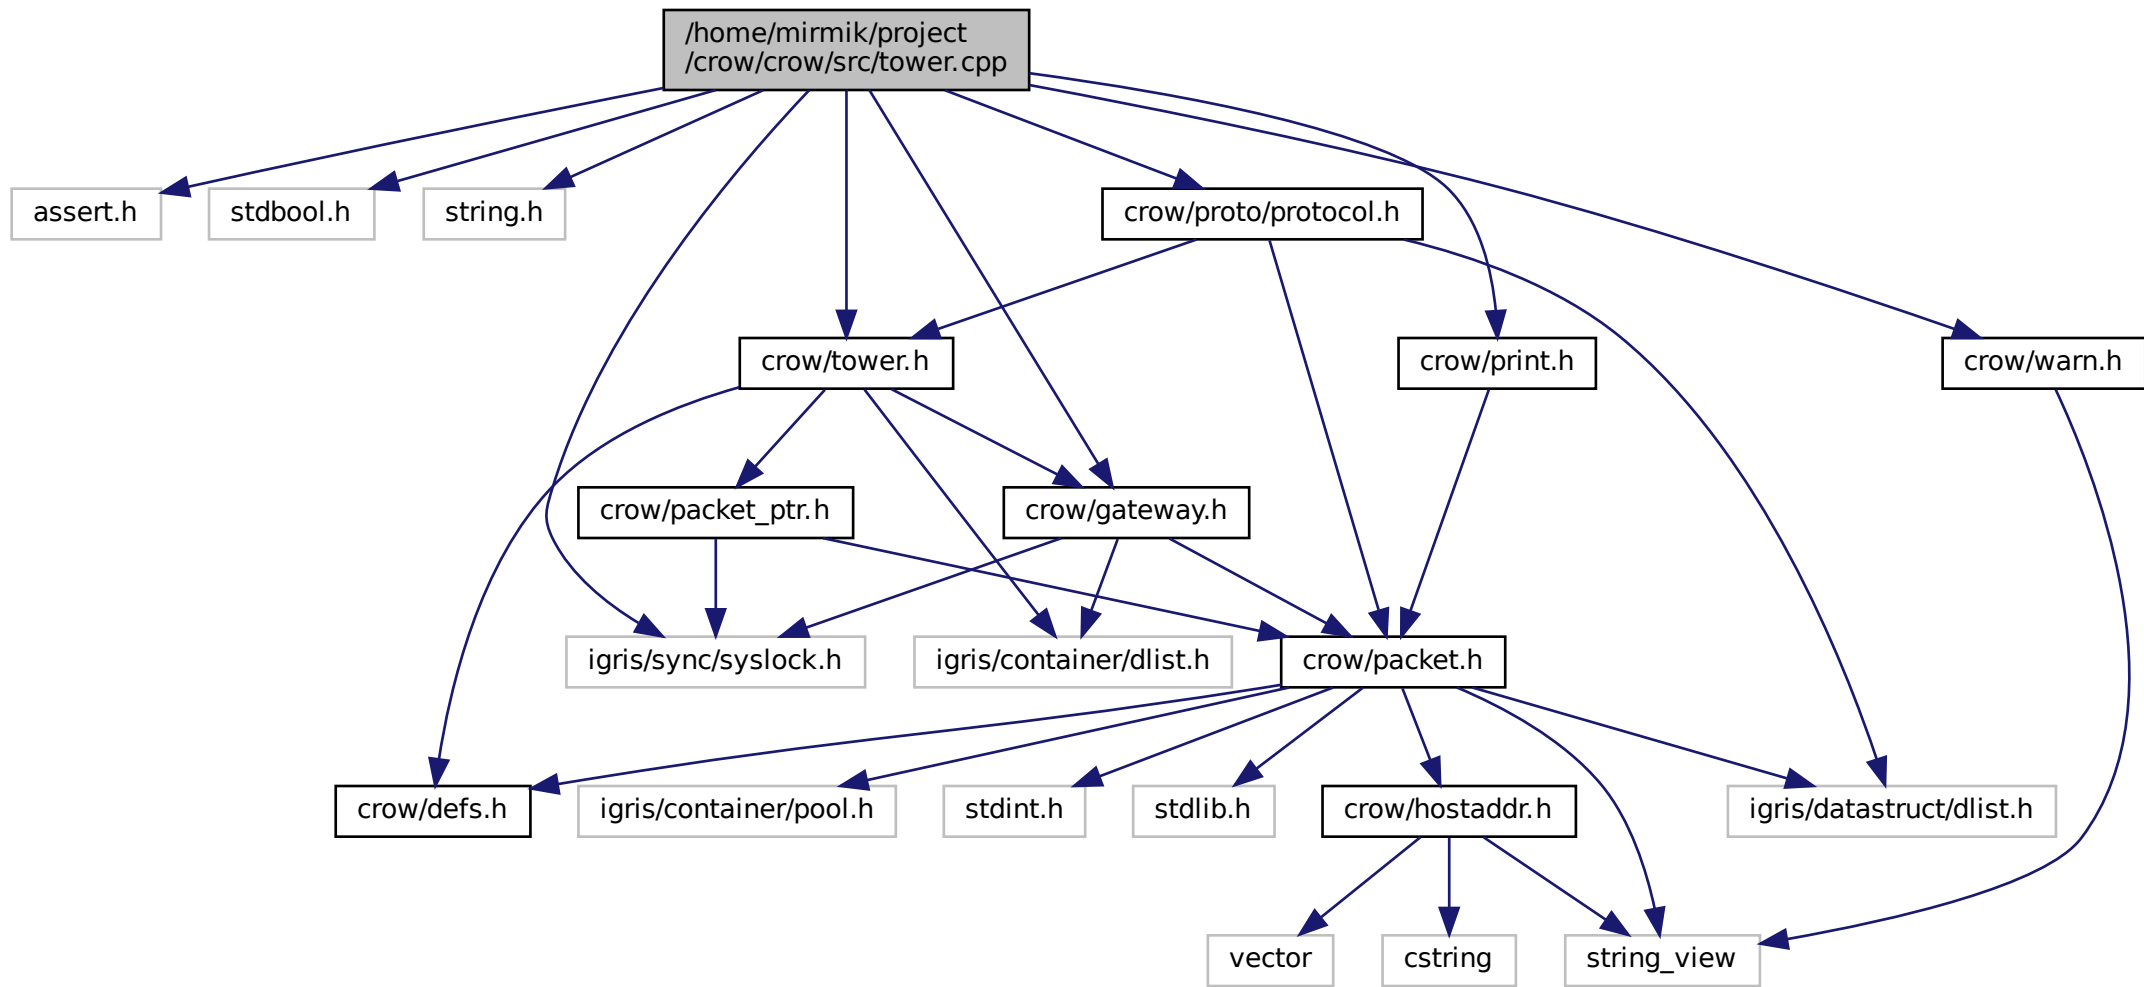 /home/mirmik/project
/crow/crow/src/tower.cpp
assert.h
stdbool.h
string.h
crow/proto/protocol.h
crow/tower.h
crow/print.h
crow/warn.h
crow/packet_ptr.h
crow/gateway.h
igris/sync/syslock.h
igris/container/dlist.h
crow/packet.h
crow/defs.h
igris/container/pool.h
stdint.h
stdlib.h
crow/hostaddr.h
igris/datastruct/dlist.h
vector
cstring
string_view